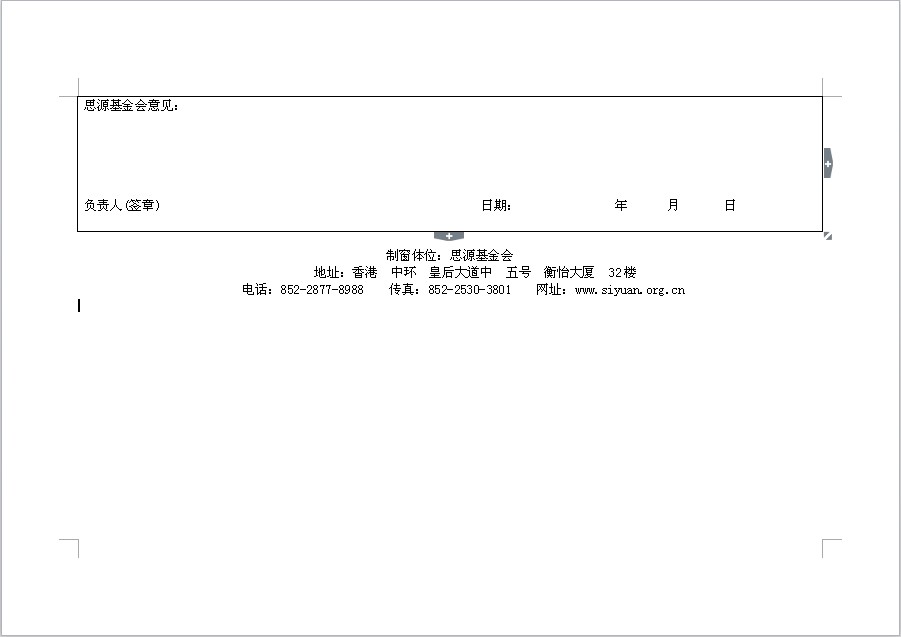 思源基金会意见：
负责人(签章) 日期： 年 月 日
制窗体位：思源基金会
地址：香港 中环 皇后大道中 五号 衡怡大厦 32楼
电话：852-2877-8988 传真：852-2530-3801 网址：www.siyuan.org.cn